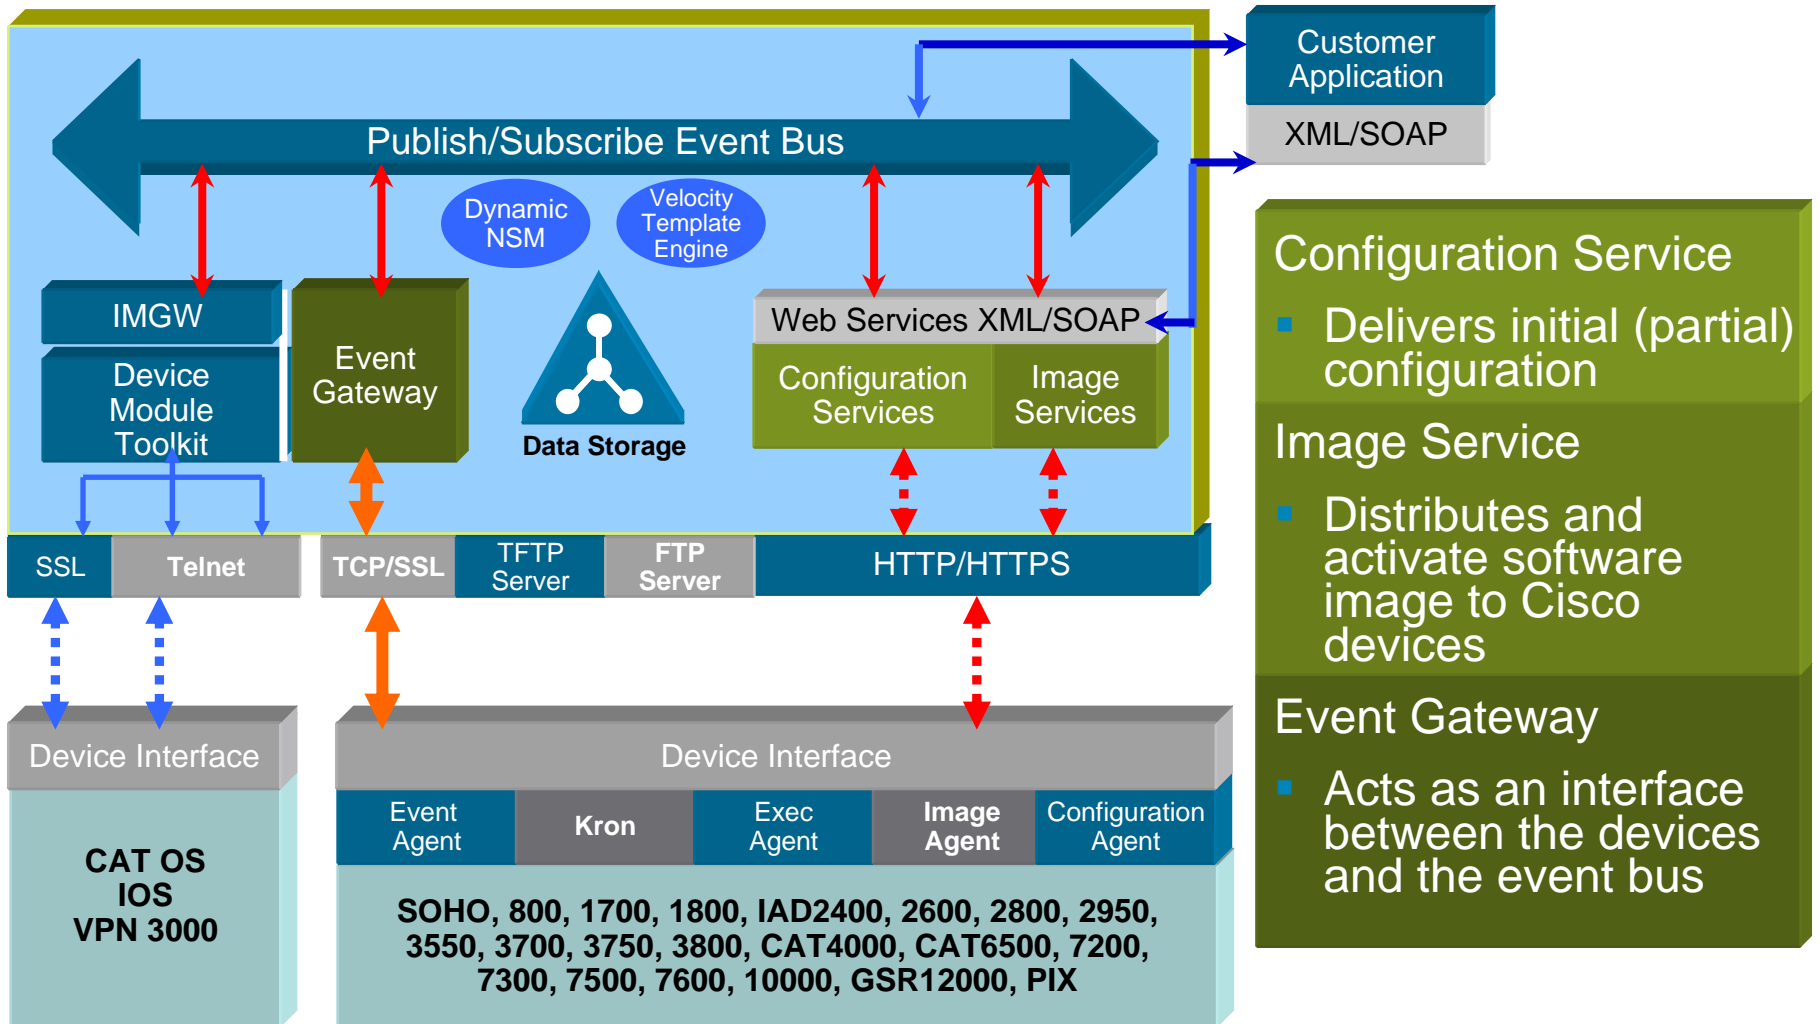 Customer
Application
XML/SOAP
Publish/Subscribe Event Bus
Dynamic
NSM
Velocity
Template
Engine
IMGW
Device
Module
Toolkit
Event
Gateway
Data Storage
Web Services XML/SOAP
Configuration
Services
Image
Services
SSL
Telnet
TCP/SSL
TFTP
Server
FTP
Server
HTTP/HTTPS
Device Interface
CAT OS
IOS
VPN 3000
Device Interface
Event
Agent
Kron
Exec
Agent
Image
Agent
Configuration
Agent
SOHO, 800, 1700, 1800, IAD2400, 2600, 2800, 2950,
3550, 3700, 3750, 3800, CAT4000, CAT6500, 7200,
7300, 7500, 7600, 10000, GSR12000, PIX
Configuration Service
▪ Delivers initial (partial)
configuration
Image Service
▪ Distributes and
activate software
image to Cisco
devices
Event Gateway
▪ Acts as an interface
between the devices
and the event bus